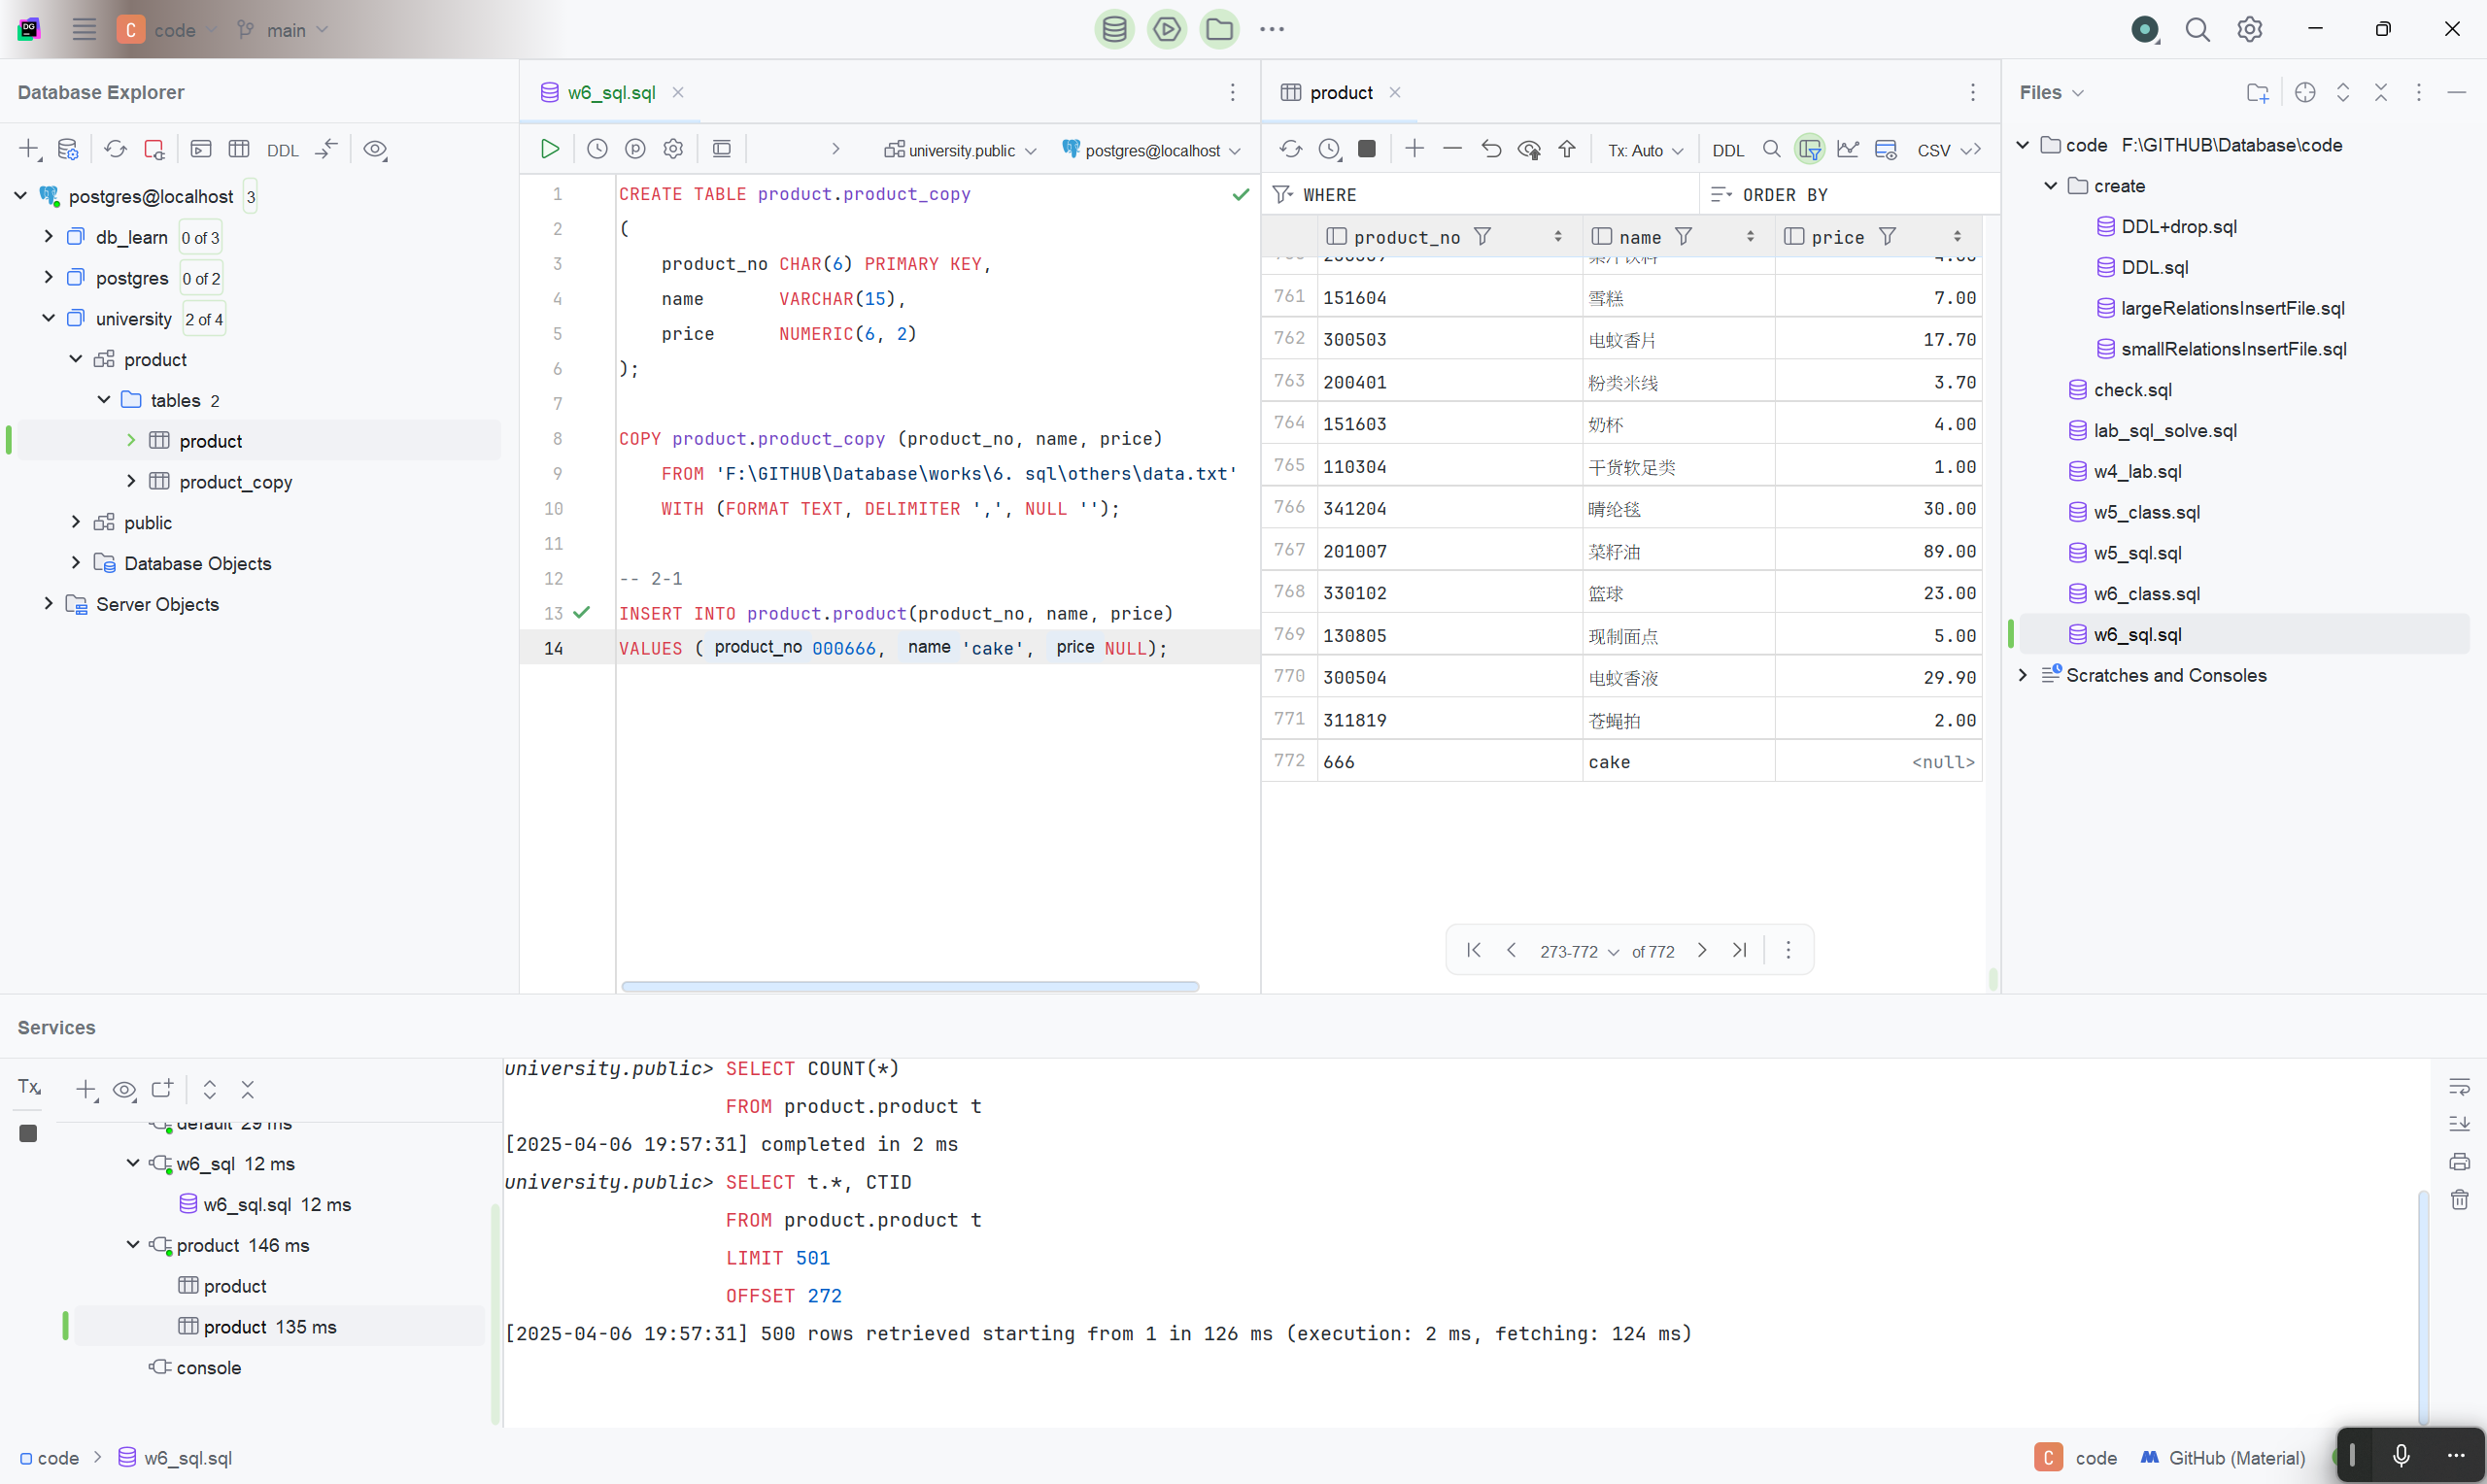 code
main
Database Explorer
w6_sql.sql
product
Files
DDL
university.public
postgres@localhost
Tx: Auto
DDL
CSV
postgres@localhost 3
db_learn 0 of 3
postgres 0 of 2
university 2 of 4
product
tables 2
product
product_copy
public
Database Objects
Server Objects
1 CREATE TABLE product.product_copy
2 (
3 product_no CHAR(6) PRIMARY KEY,
4 name VARCHAR(15),
5 price NUMERIC(6, 2)
6 );
7
8 COPY product.product_copy (product_no, name, price)
9 FROM 'F:\GITHUB\Database\works\6. sql\others\data.txt'
10 WITH (FORMAT TEXT, DELIMITER ',', NULL '');
11
12 -- 2-1
13 INSERT INTO product.product(product_no, name, price)
14 VALUES ( product_no 000666, name 'cake', price NULL);
WHERE ORDER BY
product_no name price
761 151604 雪糕 7.00
762 300503 电蚊香片 17.70
763 200401 粉类米线 3.70
764 151603 奶杯 4.00
765 110304 干货软足类 1.00
766 341204 晴纶毯 30.00
767 201007 菜籽油 89.00
768 330102 篮球 23.00
769 130805 现制面点 5.00
770 300504 电蚊香液 29.90
771 311819 苍蝇拍 2.00
772 666 cake <null>
273-772 of 772
code F:\GITHUB\Database\code
create
DDL+drop.sql
DDL.sql
largeRelationsInsertFile.sql
smallRelationsInsertFile.sql
check.sql
lab_sql_solve.sql
w4_lab.sql
w5_class.sql
w5_sql.sql
w6_class.sql
w6_sql.sql
Scratches and Consoles
Services
Tx
default 29 ms
w6_sql 12 ms
w6_sql.sql 12 ms
product 146 ms
product
product 135 ms
console
university.public> SELECT COUNT(*)
FROM product.product t
[2025-04-06 19:57:31] completed in 2 ms
university.public> SELECT t.*, CTID
FROM product.product t
LIMIT 501
OFFSET 272
[2025-04-06 19:57:31] 500 rows retrieved starting from 1 in 126 ms (execution: 2 ms, fetching: 124 ms)
code > w6_sql.sql
C code
GitHub (Material)